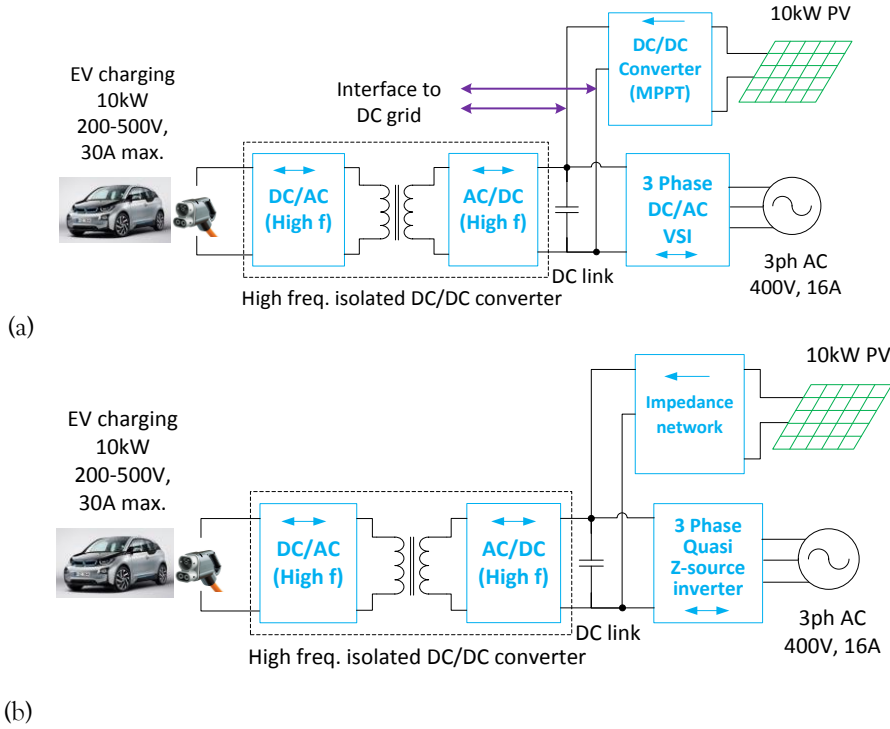 10kW PV
EV charging
10kW
200-500V,
30A max.
Interface to
DC grid
DC/DC
Converter
(MPPT)
DC/AC
(High f)
AC/DC
(High f)
3 Phase
DC/AC
VSI
DC link
3ph AC
400V, 16A
High freq. isolated DC/DC converter
(a)
10kW PV
EV charging
10kW
200-500V,
30A max.
Impedance
network
DC/AC
(High f)
AC/DC
(High f)
3 Phase
Quasi
Z-source
inverter
DC link
3ph AC
400V, 16A
High freq. isolated DC/DC converter
(b)